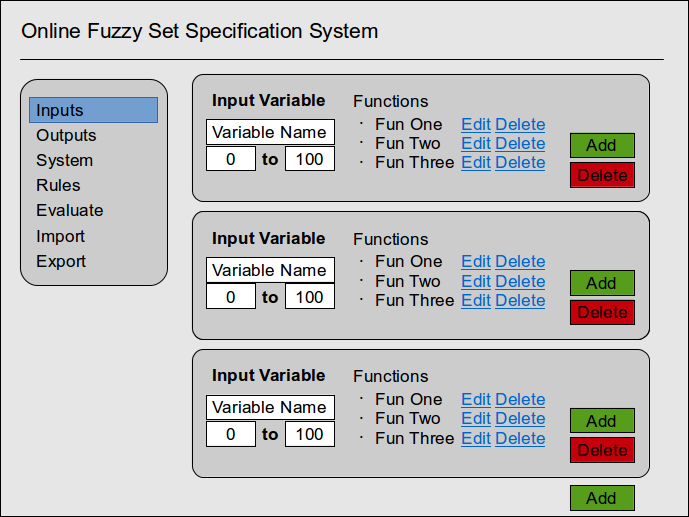 Online Fuzzy Set Specification System
Inputs
Outputs
System
Rules
Evaluate
Import
Export
Input Variable
Variable Name
0 to 100
Functions
· Fun One Edit Delete
· Fun Two Edit Delete
· Fun Three Edit Delete
Add
Delete
Input Variable
Variable Name
0 to 100
Functions
· Fun One Edit Delete
· Fun Two Edit Delete
· Fun Three Edit Delete
Add
Delete
Input Variable
Variable Name
0 to 100
Functions
· Fun One Edit Delete
· Fun Two Edit Delete
· Fun Three Edit Delete
Add
Delete
Add